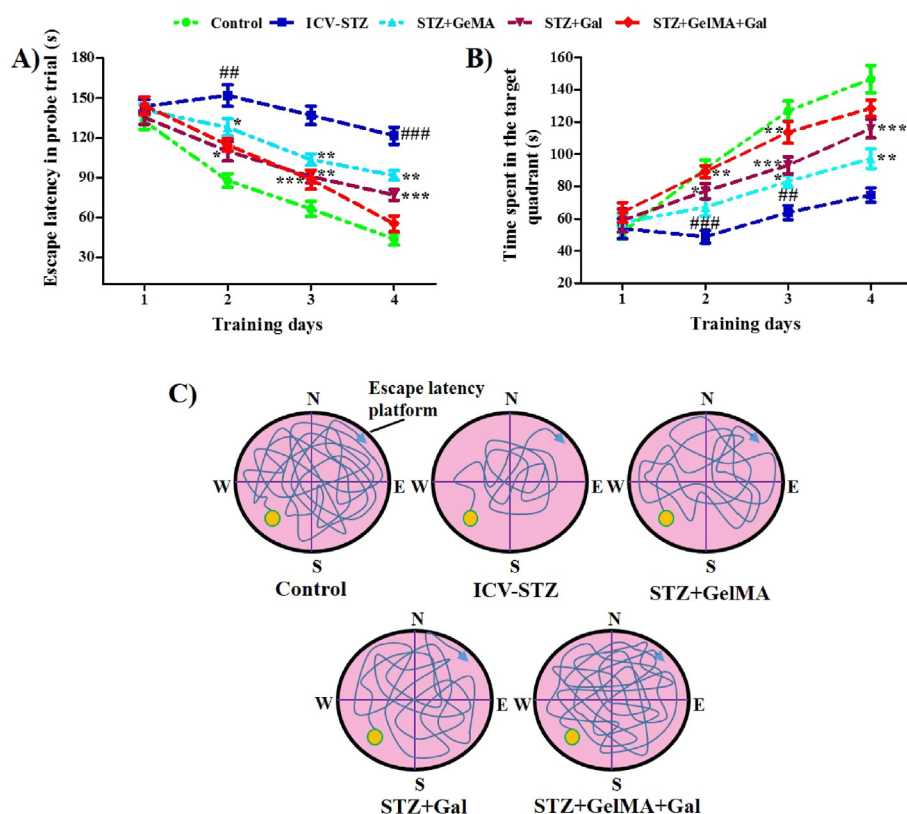 Control ICV-STZ STZ+GeMA STZ+Gal STZ+GelMA+Gal
A)
Escape latency in probe trial (s)
180
150
120
90
60
30
##
###
*
**
**
*
**
***
***
1 2 3 4
Training days
B)
Time spent in the target
quadrant (s)
160
140
120
100
80
60
40
20
**
***
***
**
*
**
*
##
###
1 2 3 4
Training days
C)
Escape latency
platform
N
W E
S
Control
N
W E
S
ICV-STZ
N
W E
S
STZ+GelMA
N
W E
S
STZ+Gal
N
W E
S
STZ+GelMA+Gal